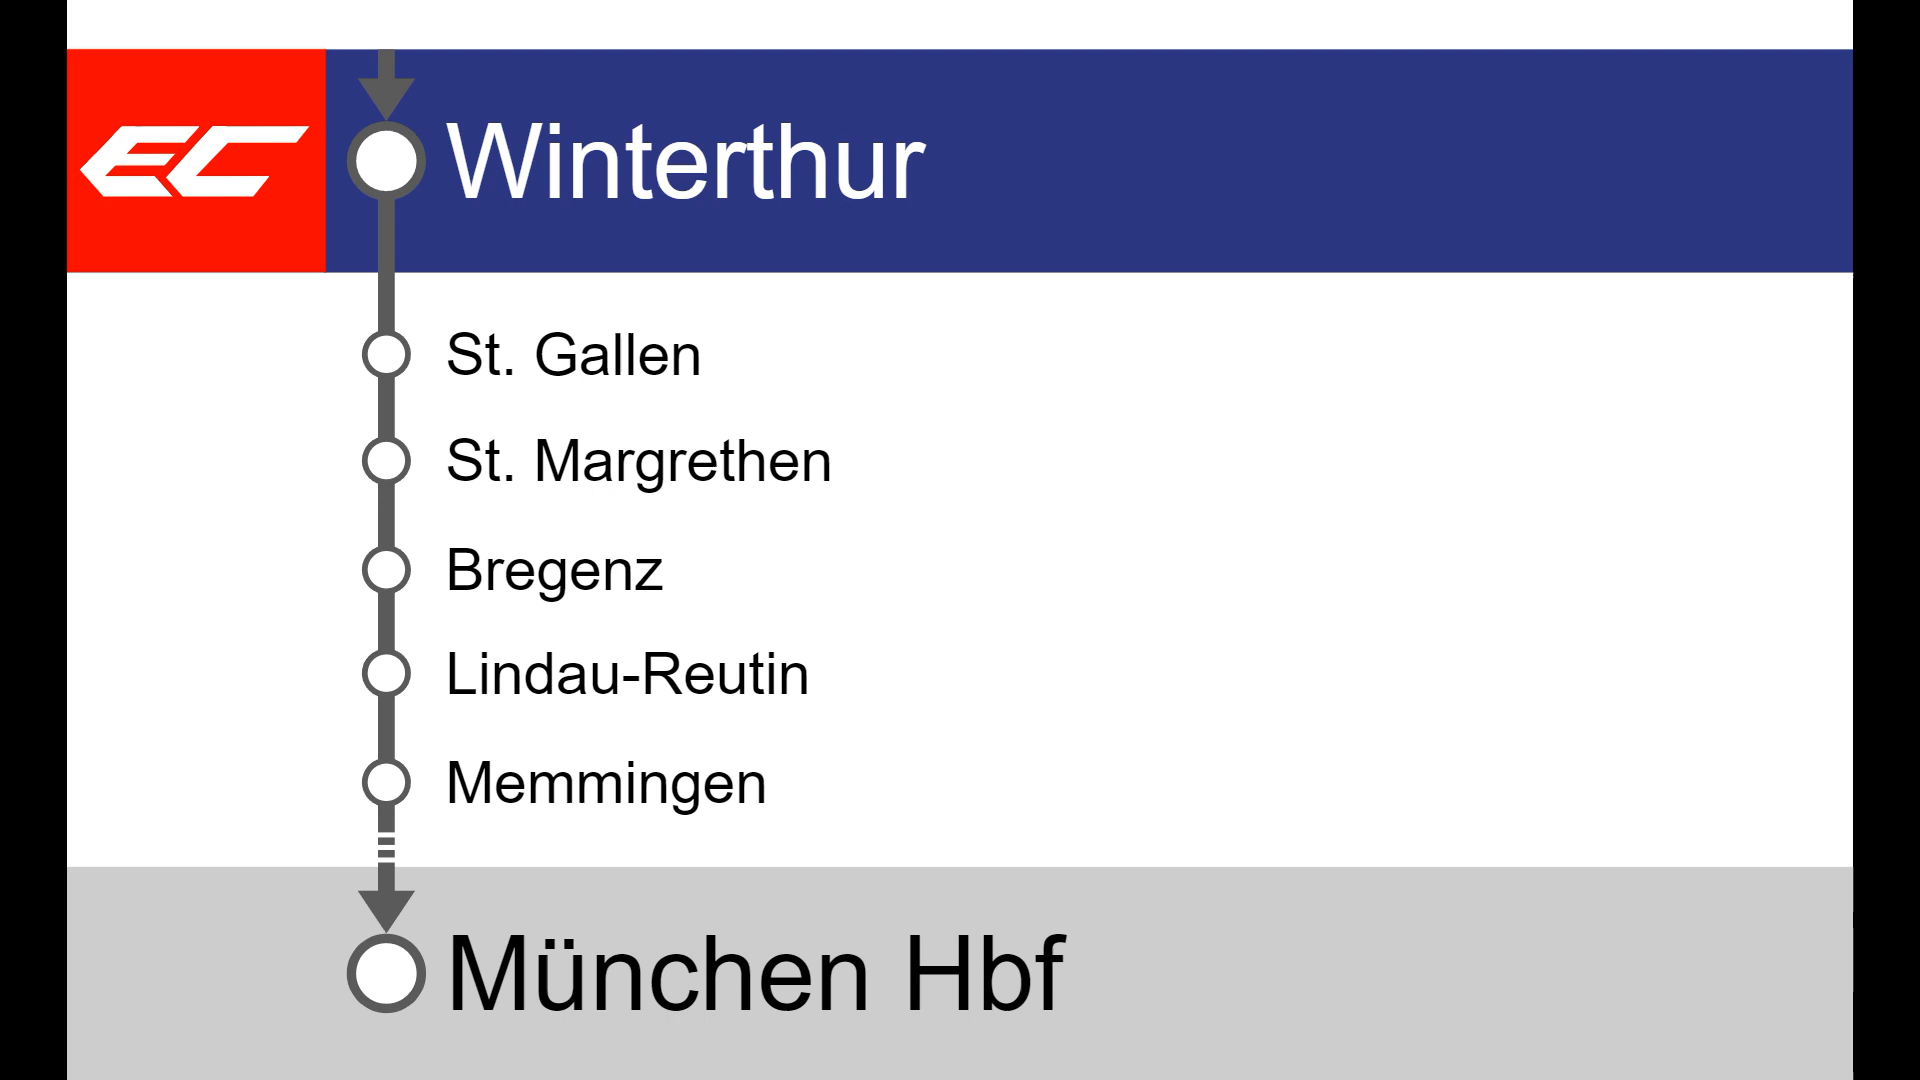 EC
Winterthur
St. Gallen
St. Margrethen
Bregenz
Lindau-Reutin
Memmingen
München Hbf